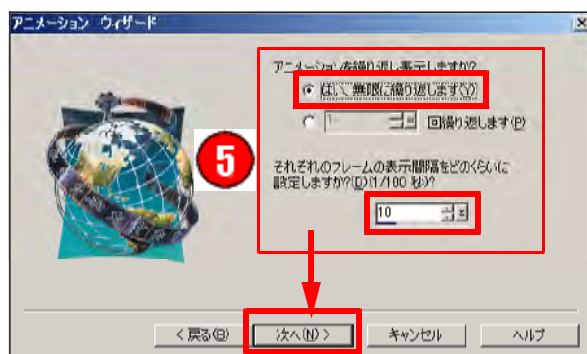 アニメーション ウィザード
アニメーションを繰り返し表示しますか?
はい、無限に繰り返します(Y)
1 回繰り返します(P)
5
それぞれのフレームの表示間隔をどのくらいに
設定しますか?(D)(1/100 秒)?
10
< 戻る(B) 次へ(N) > キャンセル ヘルプ